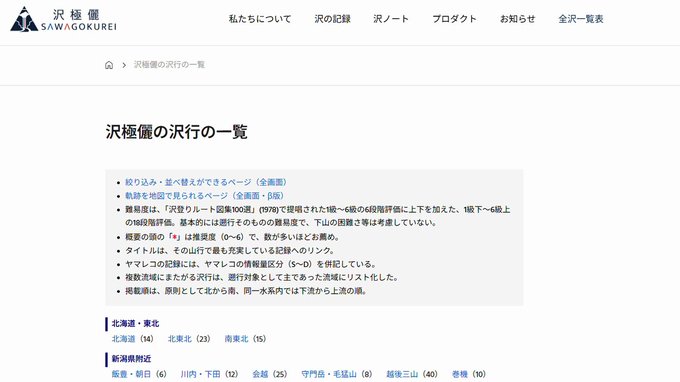 沢極儷
SAWAGOKUREI
私たちについて 沢の記録 沢ノート プロダクト お知らせ 全沢一覧表
沢極儷の沢行の一覧
沢極儷の沢行の一覧
絞り込み・並べ替えができるページ（全画面）
軌跡を地図で見られるページ（全画面・β版）
難易度は、「沢登りルート図集100選」(1978)で提唱された1級～6級の6段階評価に上下を加えた、1級下～6級上
の18段階評価。基本的には遡行そのものの難易度で、下山の困難さ等は考慮していない。
概要の頭の「*」は推奨度（0～6）で、数が多いほどお薦め。
タイトルは、その山行で最も充実している記録へのリンク。
ヤマレコの記録には、ヤマレコの情報量区分（S～D）を併記している。
複数流域にまたがる沢行は、遡行対象として主であった流域にリスト化した。
掲載順は、原則として北から南、同一水系内では下流から上流の順。
北海道・東北
北海道（14） 北東北（23） 南東北（15）
新潟県附近
飯豊・朝日（6） 川内・下田（12） 会越（25） 守門岳・毛猛山（8） 越後三山（40） 巻機（10）